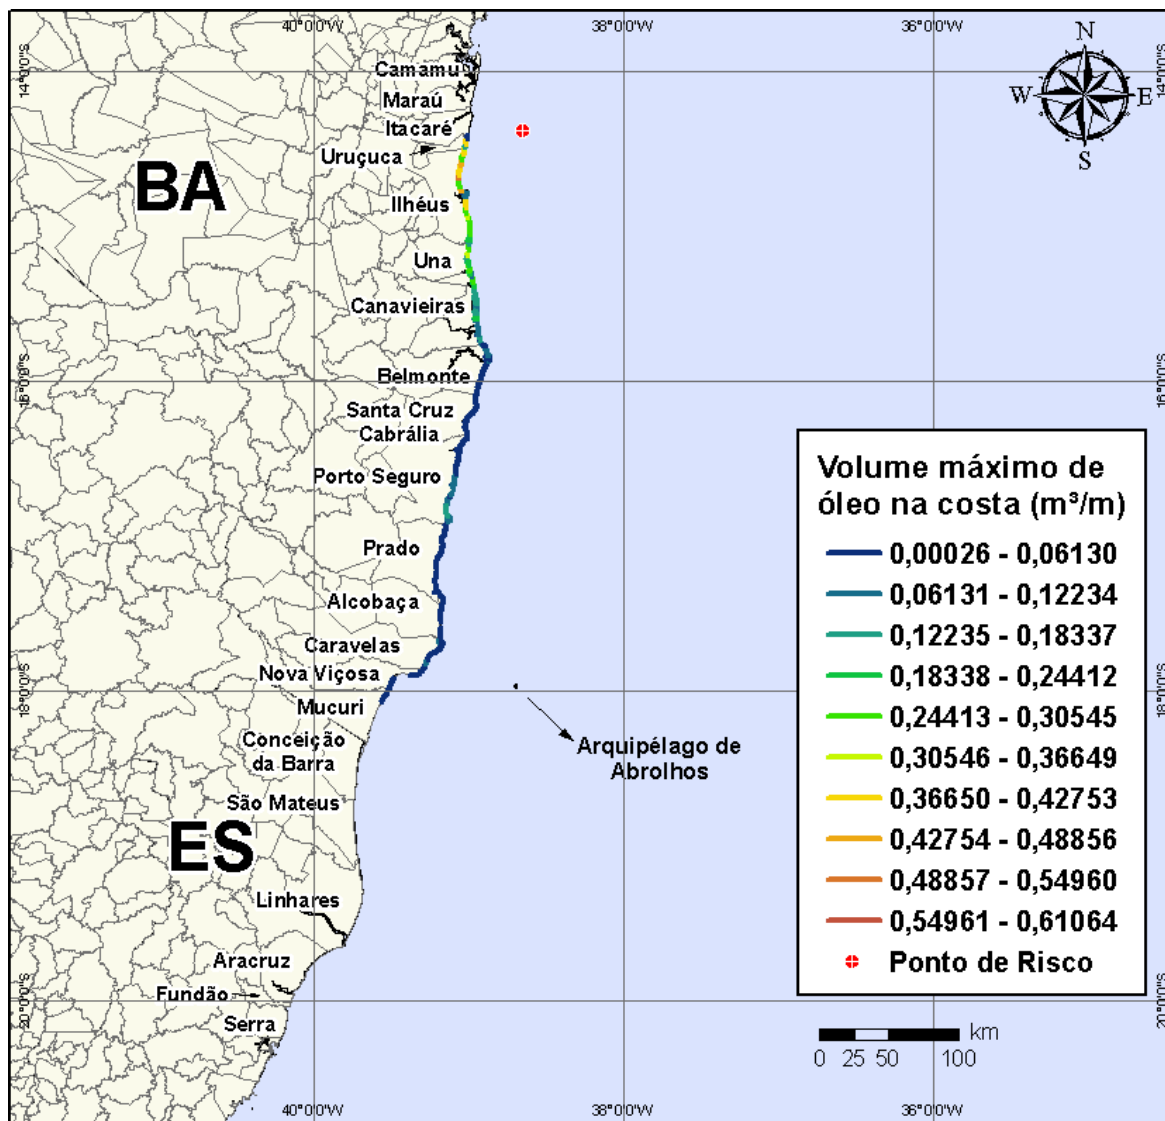 40°0'0"W
38°0'0"W
36°0'0"W
N
W
E
S
14°0'0"S
14°0'0"S
Camamu
Maraú
Itacaré
Uruçuca
BA
Ilhéus
Una
Canavieiras
Belmonte
16°0'0"S
16°0'0"S
Santa Cruz
Cabrália
Porto Seguro
Prado
Alcobaça
Caravelas
Nova Viçosa
18°0'0"S
18°0'0"S
Mucuri
Conceição
da Barra
Arquipélago de
Abrolhos
São Mateus
ES
Linhares
Aracruz
Fundão
20°0'0"S
20°0'0"S
Serra
Volume máximo de
óleo na costa (m³/m)
0,00026 - 0,06130
0,06131 - 0,12234
0,12235 - 0,18337
0,18338 - 0,24412
0,24413 - 0,30545
0,30546 - 0,36649
0,36650 - 0,42753
0,42754 - 0,48856
0,48857 - 0,54960
0,54961 - 0,61064
Ponto de Risco
km
0 25 50 100
40°0'0"W
38°0'0"W
36°0'0"W